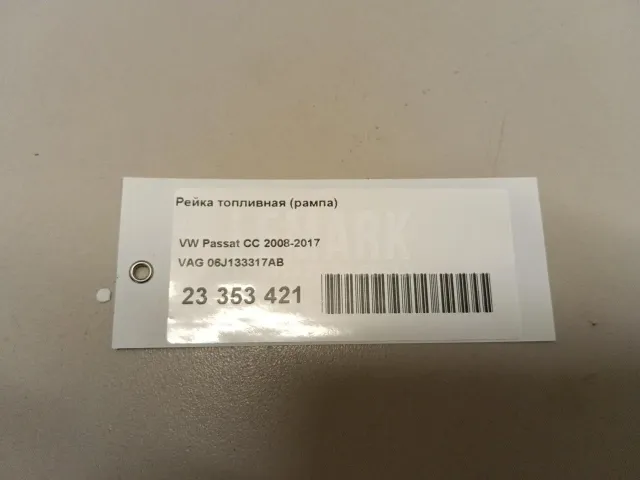 Рейка топливная (рампа)
VW Passat CC 2008-2017
VAG 06J133317AB
23 353 421